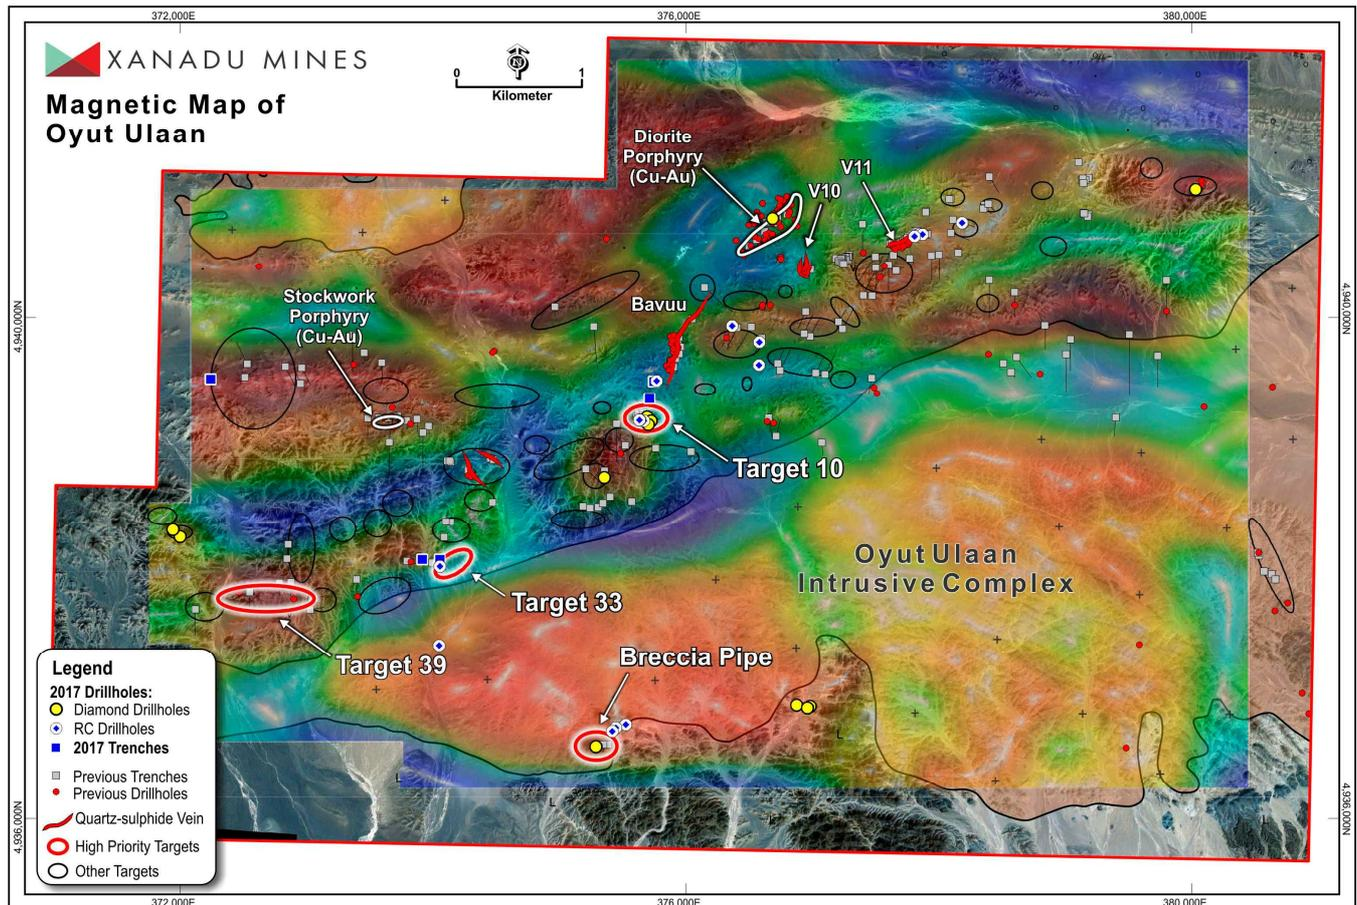 372,000E
376,000E
380,000E
XANADU MINES
Magnetic Map of
Oyut Ulaan
N
0
1
Kilometer
Diorite
Porphyry
(Cu-Au)
V10
V11
Bavuu
Stockwork
Porphyry
(Cu-Au)
4,940,000N
4,940,000N
Target 10
Oyut Ulaan
Intrusive Complex
Target 33
Target 39
Breccia Pipe
Legend
2017 Drillholes:
Diamond Drillholes
RC Drillholes
2017 Trenches
Previous Trenches
Previous Drillholes
Quartz-sulphide Vein
High Priority Targets
Other Targets
4,936,000N
4,936,000N
372,000E
376,000E
380,000E